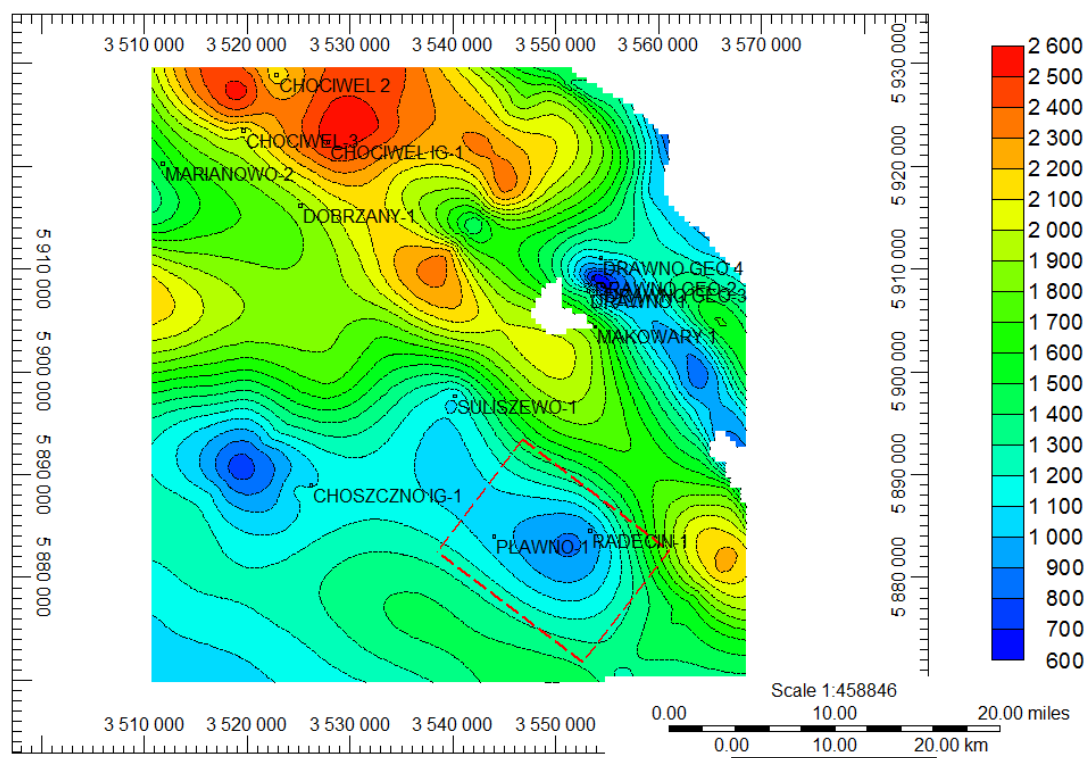 3 510 000 3 520 000 3 530 000 3 540 000 3 550 000 3 560 000 3 570 000
5 930 000 5 930 000
CHOCIWEL 2
CHOCIWEL-3
CHOCIWEL IG-1
MARIANOWO-2
5 920 000
DOBRZANY-1
5 910 000 5 910 000
DRAWNO GEO 4
DRAWNO GEO-2
DRAWNO GEO-3
DRAWNO 1
MAKOWARY 1
5 900 000 5 900 000
SULISZEWO-1
5 890 000 5 890 000
CHOSZCZNO IG-1
PŁAWNO-1
RADĘCIN-1
5 880 000 5 880 000
3 510 000 3 520 000 3 530 000 3 540 000 3 550 000
Scale 1:458846
0.00 10.00 20.00 miles
0.00 10.00 20.00 km
2 600
2 500
2 400
2 300
2 200
2 100
2 000
1 900
1 800
1 700
1 600
1 500
1 400
1 300
1 200
1 100
1 000
900
800
700
600